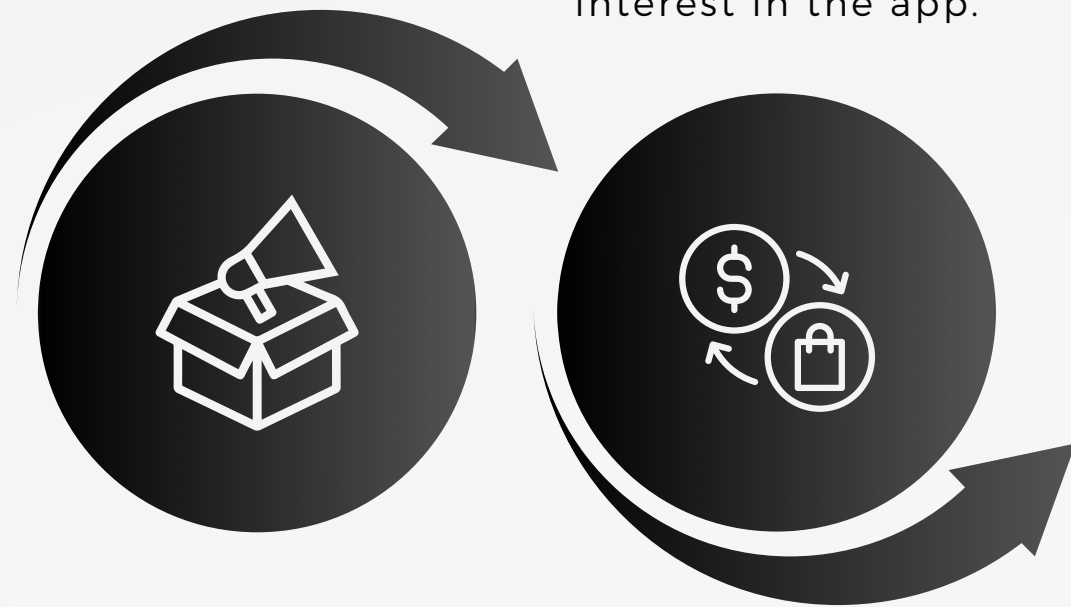 interest in the app.
$